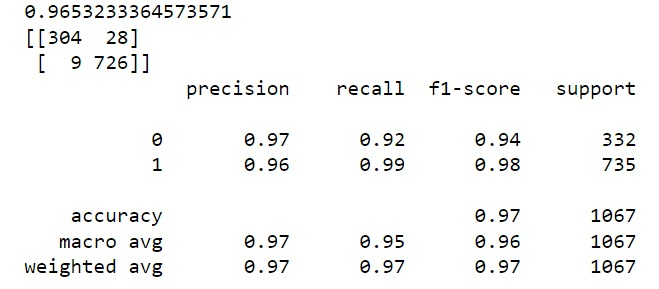 0.9653233364573571
[[304  28]
 [  9 726]]
              precision    recall  f1-score   support

           0       0.97      0.92      0.94       332
           1       0.96      0.99      0.98       735

    accuracy                           0.97      1067
   macro avg       0.97      0.95      0.96      1067
weighted avg       0.97      0.97      0.97      1067